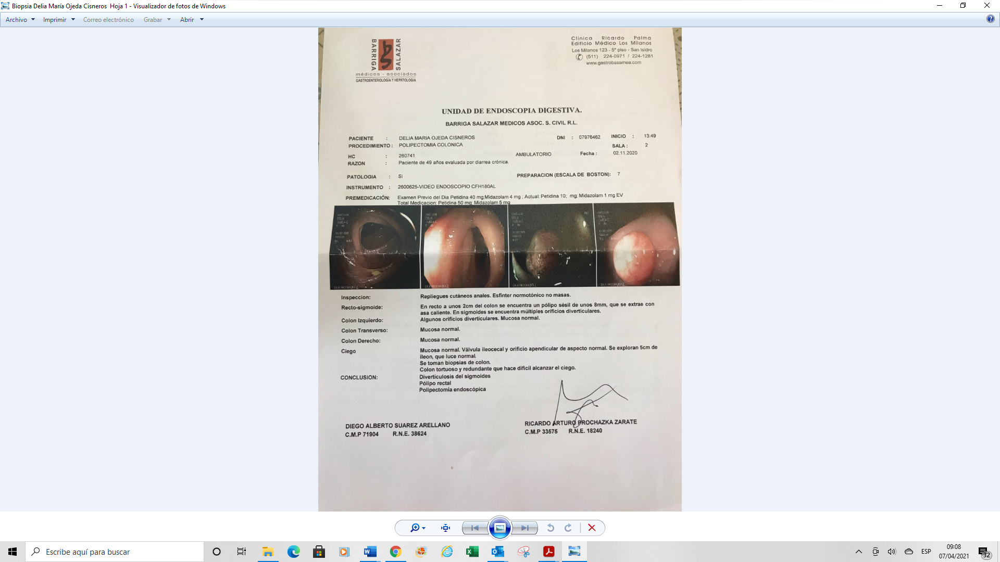 Biopsia Delia María Ojeda Cisneros  Hoja 1 - Visualizador de fotos de Windows
Archivo Imprimir Correo electrónico Grabar Abrir
BARRIGA SALAZAR
médicos - asociados
GASTROENTEROLOGÍA Y HEPATOLOGIA
Clínica Ricardo Palma
Edificio Médico Los Milanos
Los Milanos 123 - 5° piso - San Isidro
(511) 224-0971 / 224-1281
www.gastrobasamea.com
UNIDAD DE ENDOSCOPIA DIGESTIVA.
BARRIGA SALAZAR MEDICOS ASOC. S. CIVIL R.L.
PACIENTE : DELIA MARIA OJEDA CISNEROS DNI : 07976462 INICIO : 13:49
PROCEDIMIENTO : POLIPECTOMIA COLONICA SALA : 2
HC : 260741 AMBULATORIO Fecha : 02.11.2020
RAZON : Paciente de 49 años evaluada por diarrea crónica.
PATOLOGIA : Si PREPARACION (ESCALA DE BOSTON): 7
INSTRUMENTO : 2600625-VIDEO ENDOSCOPIO CFH180AL
PREMEDICACIÓN: Examen Previo del Dia Petidina 40 mg;Midazolam 4 mg ; Actual: Petidina 10; mg; Midazolam 1 mg EV
Total Medicacion: Petidina 50 mg; Midazolam 5 mg
Inspeccion: Repliegues cutáneos anales. Esfínter normotónico no masas.
Recto-sigmoide: En recto a unos 2cm del colon se encuentra un pólipo sésil de unos 8mm, que se extrae con
asa caliente. En sigmoides se encuentra múltiples orificios diverticulares.
Colon Izquierdo: Algunos orificios diverticulares. Mucosa normal.
Colon Transverso: Mucosa normal.
Colon Derecho: Mucosa normal.
Ciego Mucosa normal. Válvula ileocecal y orificio apendicular de aspecto normal. Se exploran 5cm de
íleon, que luce normal.
Se toman biopsias de colon.
Colon tortuoso y redundante que hace dificil alcanzar el ciego.
CONCLUSION: Diverticulosis del sigmoides
Pólipo rectal
Polipectomía endoscópica
DIEGO ALBERTO SUAREZ ARELLANO RICARDO ARTURO PROCHAZKA ZARATE
C.M.P 71904 R.N.E. 38624 C.M.P 33575 R.N.E. 18240
Escribe aquí para buscar
ESP
09:08
07/04/2021
32